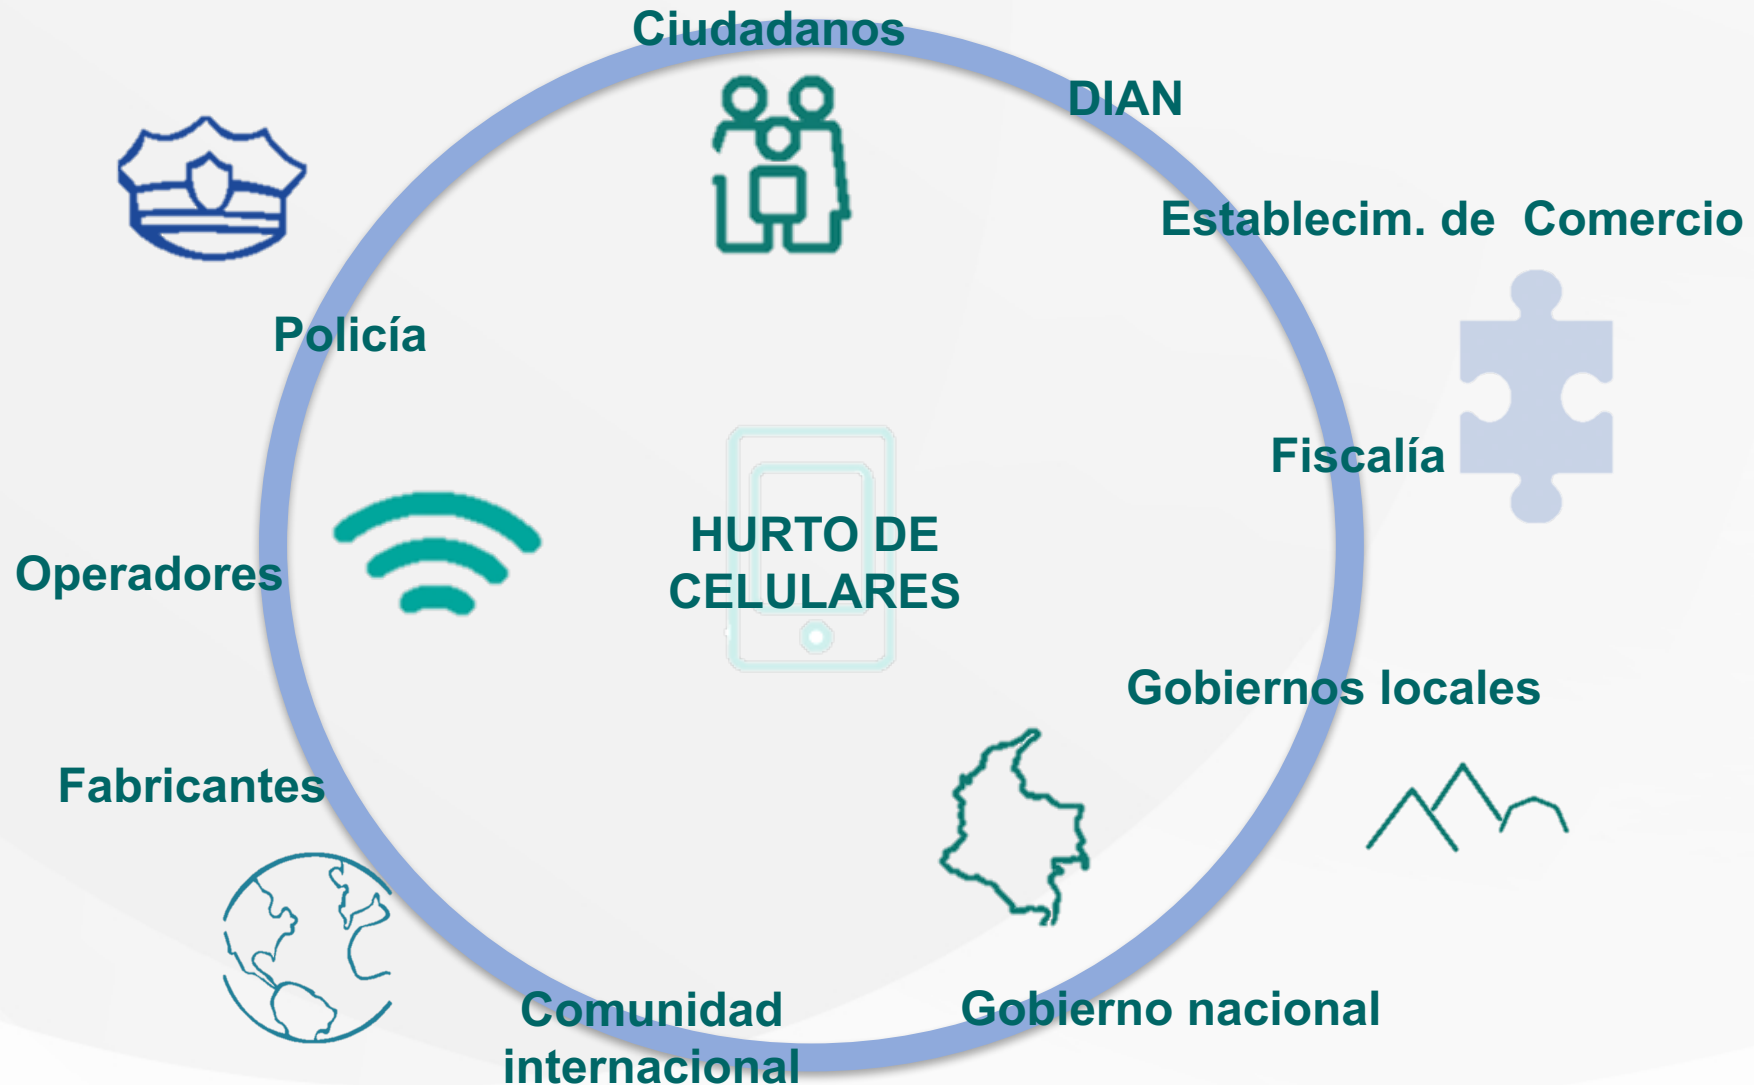 Ciudadanos
DIAN
Establecim. de Comercio
Policía
Fiscalía
HURTO DE
CELULARES
Operadores
Gobiernos locales
Fabricantes
Comunidad
internacional
Gobierno nacional